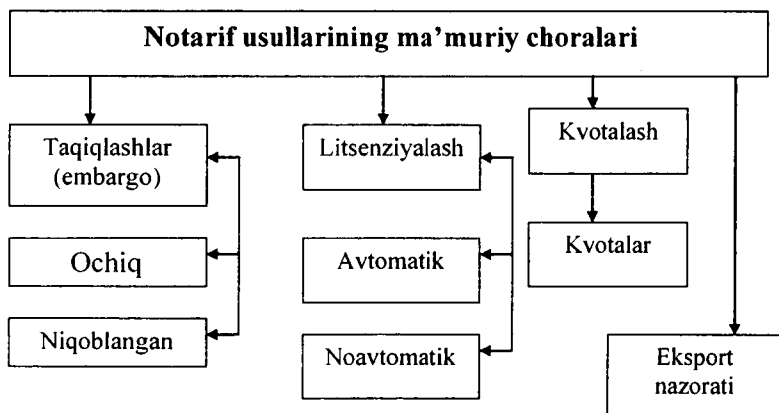 Notarif usullarining ma’muriy choralari
Taqiqlashlar
(embargo)
Ochiq
Niqoblangan
Litsenziyalash
Avtomatik
Noavtomatik
Kvotalash
Kvotalar
Eksport
nazorati